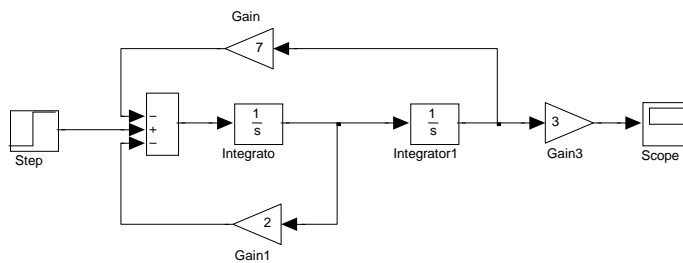 Gain
7
−
+
−
1
s
1
s
3
Step
Integrato
Integrator1
Gain3
Scope
2
Gain1